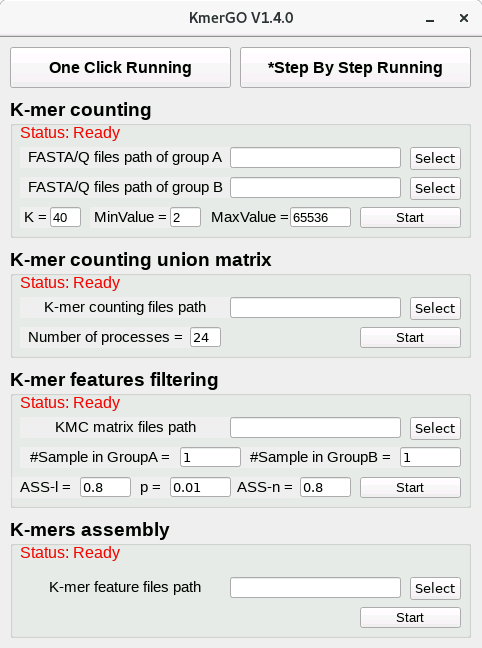 KmerGO V1.4.0
One Click Running
*Step By Step Running
K-mer counting
Status: Ready
FASTA/Q files path of group A Select
FASTA/Q files path of group B Select
K = 40 MinValue = 2 MaxValue = 65536 Start
K-mer counting union matrix
Status: Ready
K-mer counting files path Select
Number of processes = 24 Start
K-mer features filtering
Status: Ready
KMC matrix files path Select
#Sample in GroupA = 1 #Sample in GroupB = 1
ASS-l = 0.8 p = 0.01 ASS-n = 0.8 Start
K-mers assembly
Status: Ready
K-mer feature files path Select
Start